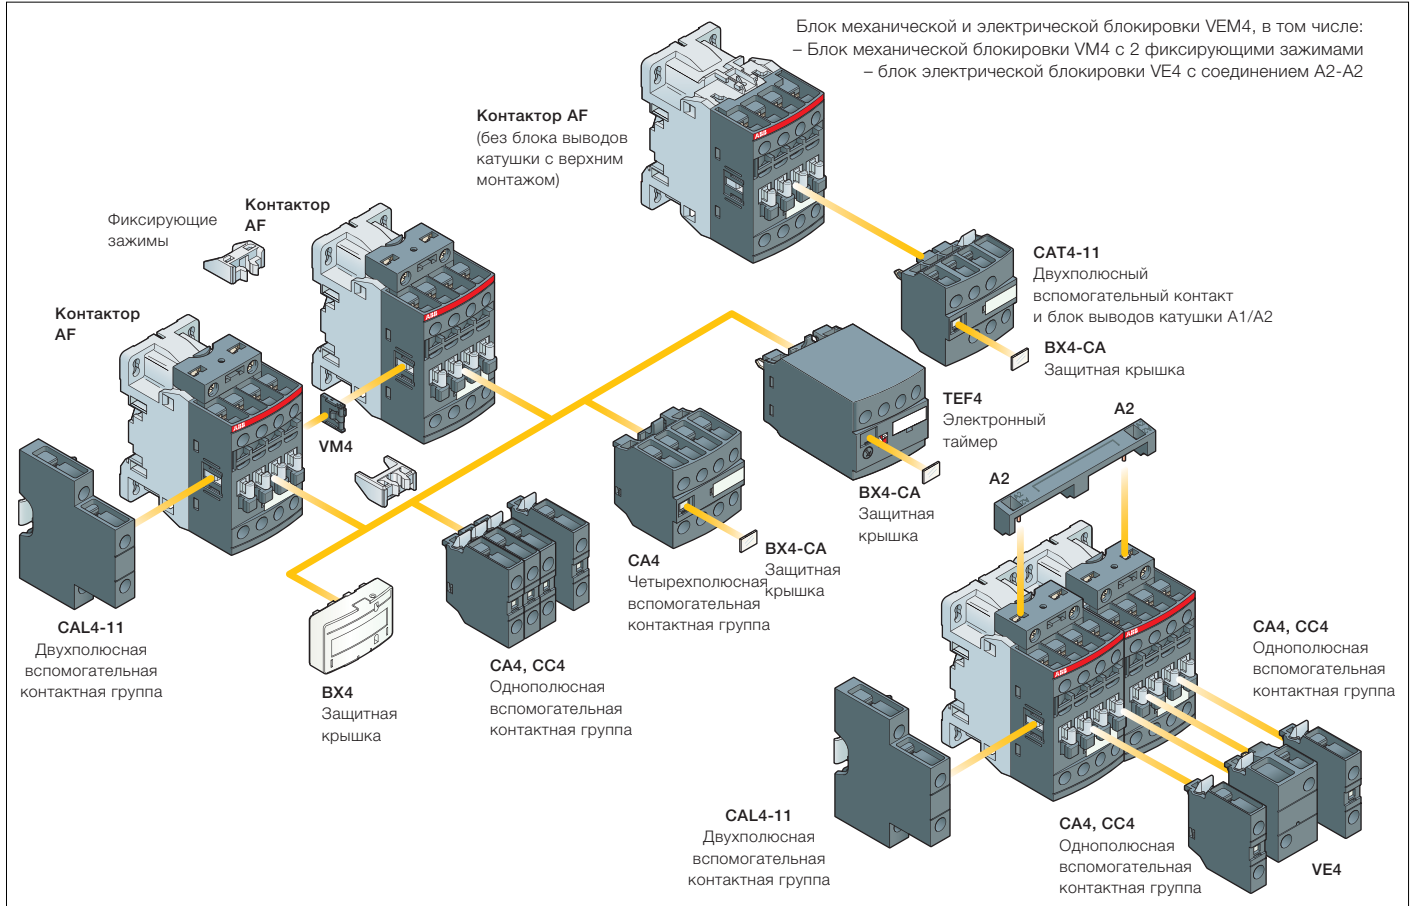 Блок механической и электрической блокировки VEM4, в том числе:
– Блок механической блокировки VM4 с 2 фиксирующими зажимами
– блок электрической блокировки VE4 с соединением A2-A2
Контактор AF
(без блока выводов
катушки с верхним
монтажом)
Фиксирующие
зажимы
Контактор
AF
Контактор
AF
CAT4-11
Двухполюсный
вспомогательный контакт
и блок выводов катушки A1/A2
BX4-CA
Защитная крышка
TEF4
Электронный
таймер
A2
A2
VM4
BX4-CA
Защитная
крышка
CA4
Четырехполюсная
вспомогательная
контактная группа
BX4-CA
Защитная
крышка
CAL4-11
Двухполюсная
вспомогательная
контактная группа
BX4
Защитная
крышка
CA4, CC4
Однополюсная
вспомогательная
контактная группа
CA4, CC4
Однополюсная
вспомогательная
контактная группа
CAL4-11
Двухполюсная
вспомогательная
контактная группа
CA4, CC4
Однополюсная
вспомогательная
контактная группа
VE4
ABB
ABB
ABB
ABB
ABB